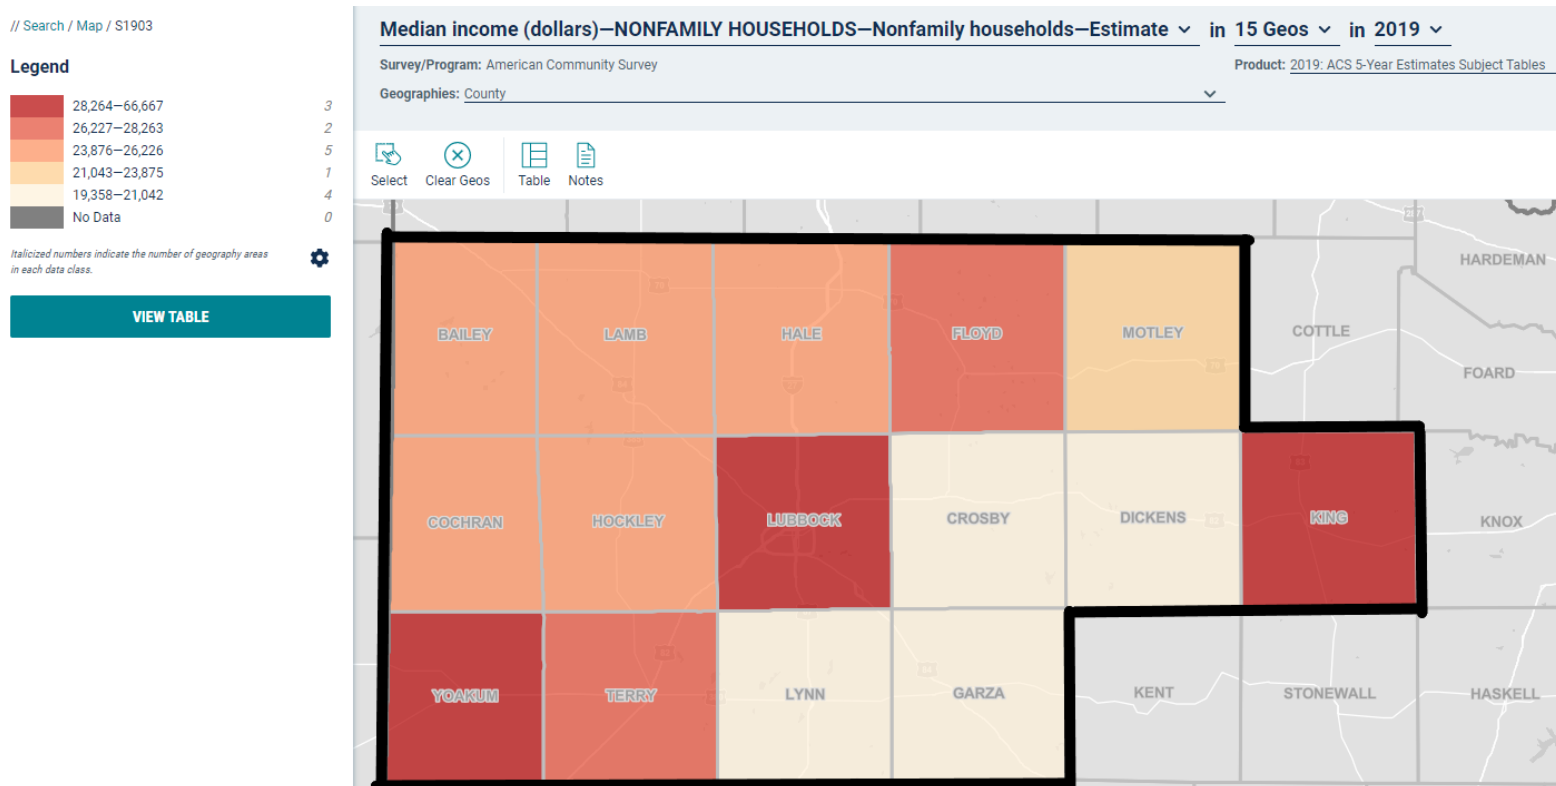 // Search / Map / S1903
Legend
28,264–66,667 3
26,227–28,263 2
23,876–26,226 5
21,043–23,875 1
19,358–21,042 4
No Data 0
Italicized numbers indicate the number of geography areas
in each data class.
VIEW TABLE
Median income (dollars)—NONFAMILY HOUSEHOLDS—Nonfamily households—Estimate in 15 Geos in 2019
Survey/Program: American Community Survey Product: 2019: ACS 5-Year Estimates Subject Tables
Geographies: County
Select Clear Geos Table Notes
HARDEMAN
BAILEY LAMB HALE FLOYD MOTLEY COTTLE
FOARD
COCHRAN HOCKLEY LUBBOCK CROSBY DICKENS KING KNOX
YOAKUM TERRY LYNN GARZA KENT STONEWALL HASKELL